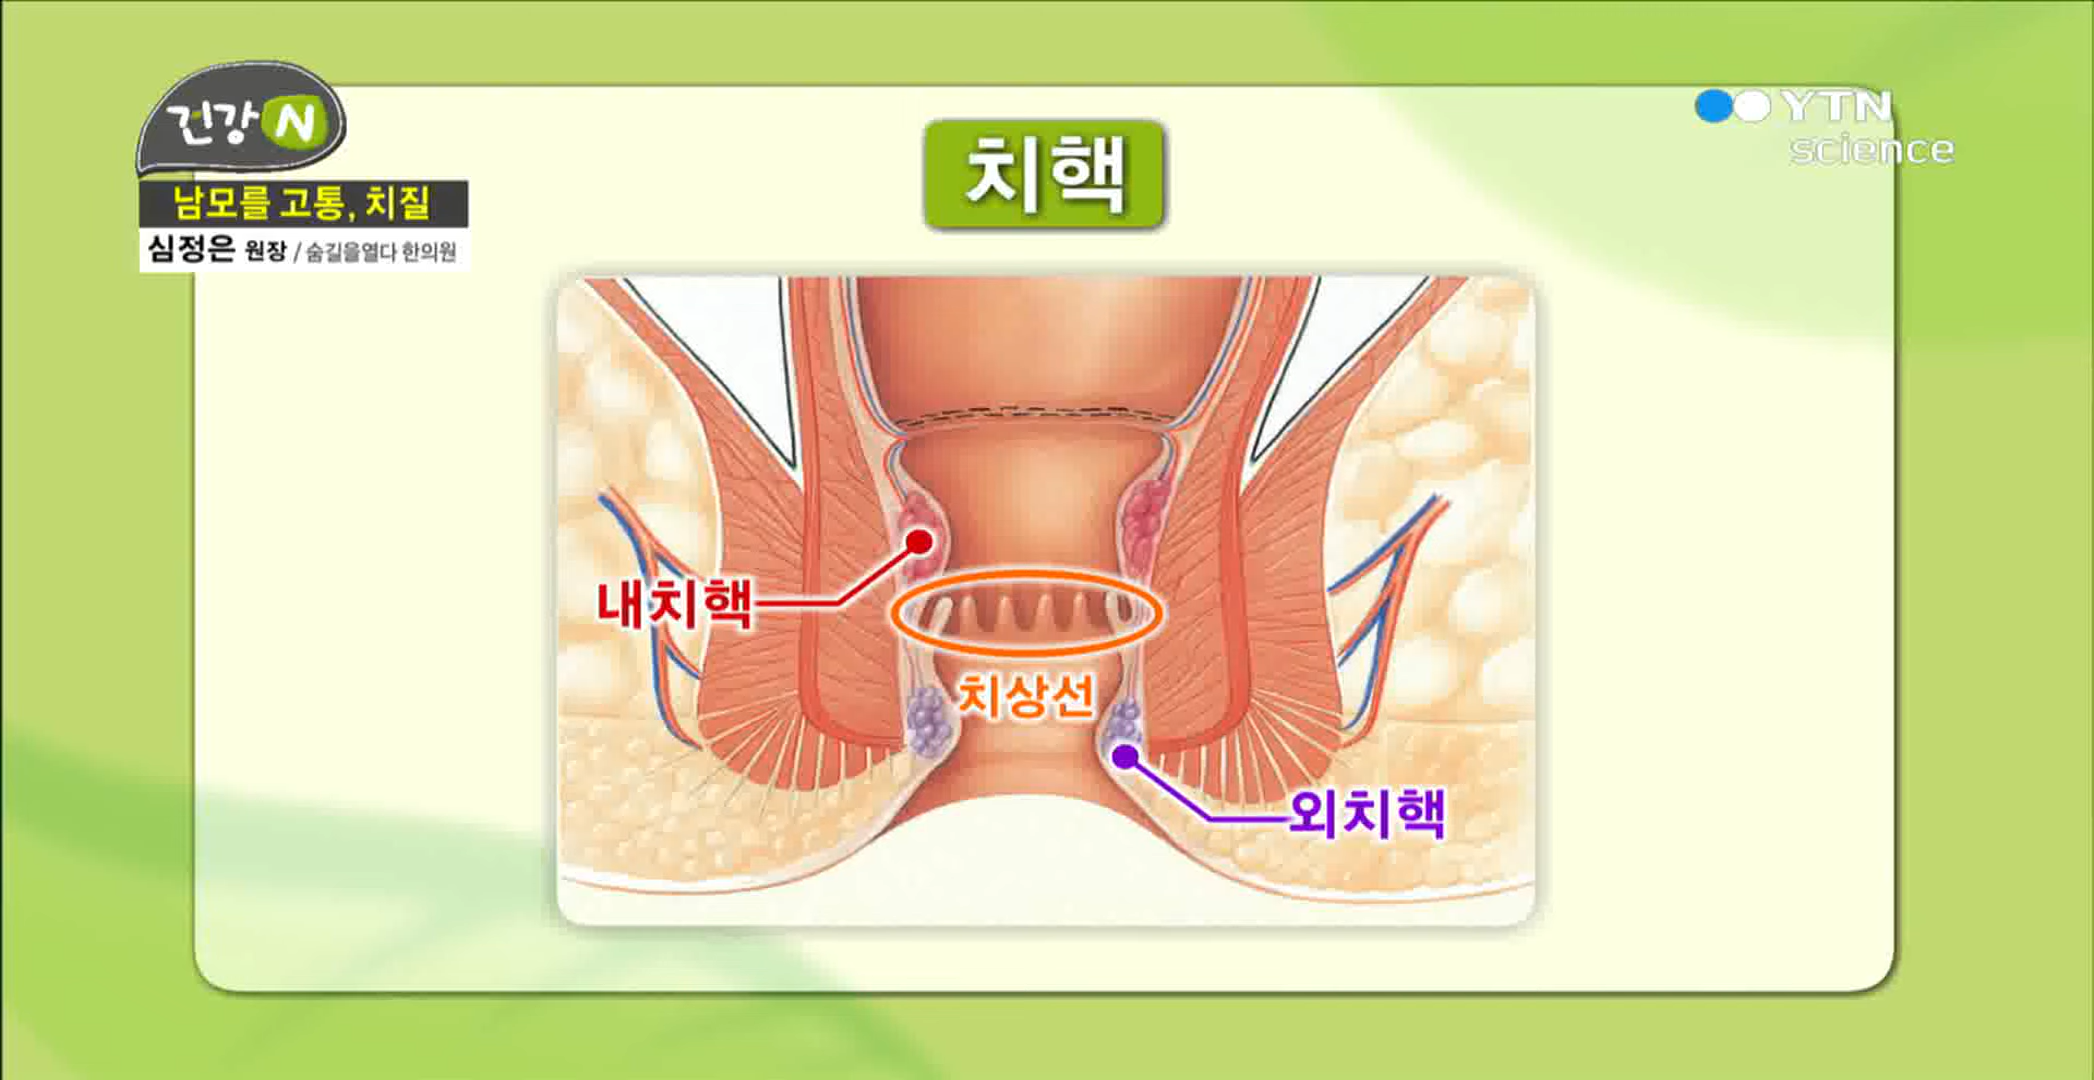 건강N
남모를 고통, 치질
심정은 원장 / 숨길을열다 한의원
YTN
science
치핵
내치핵
치상선
외치핵